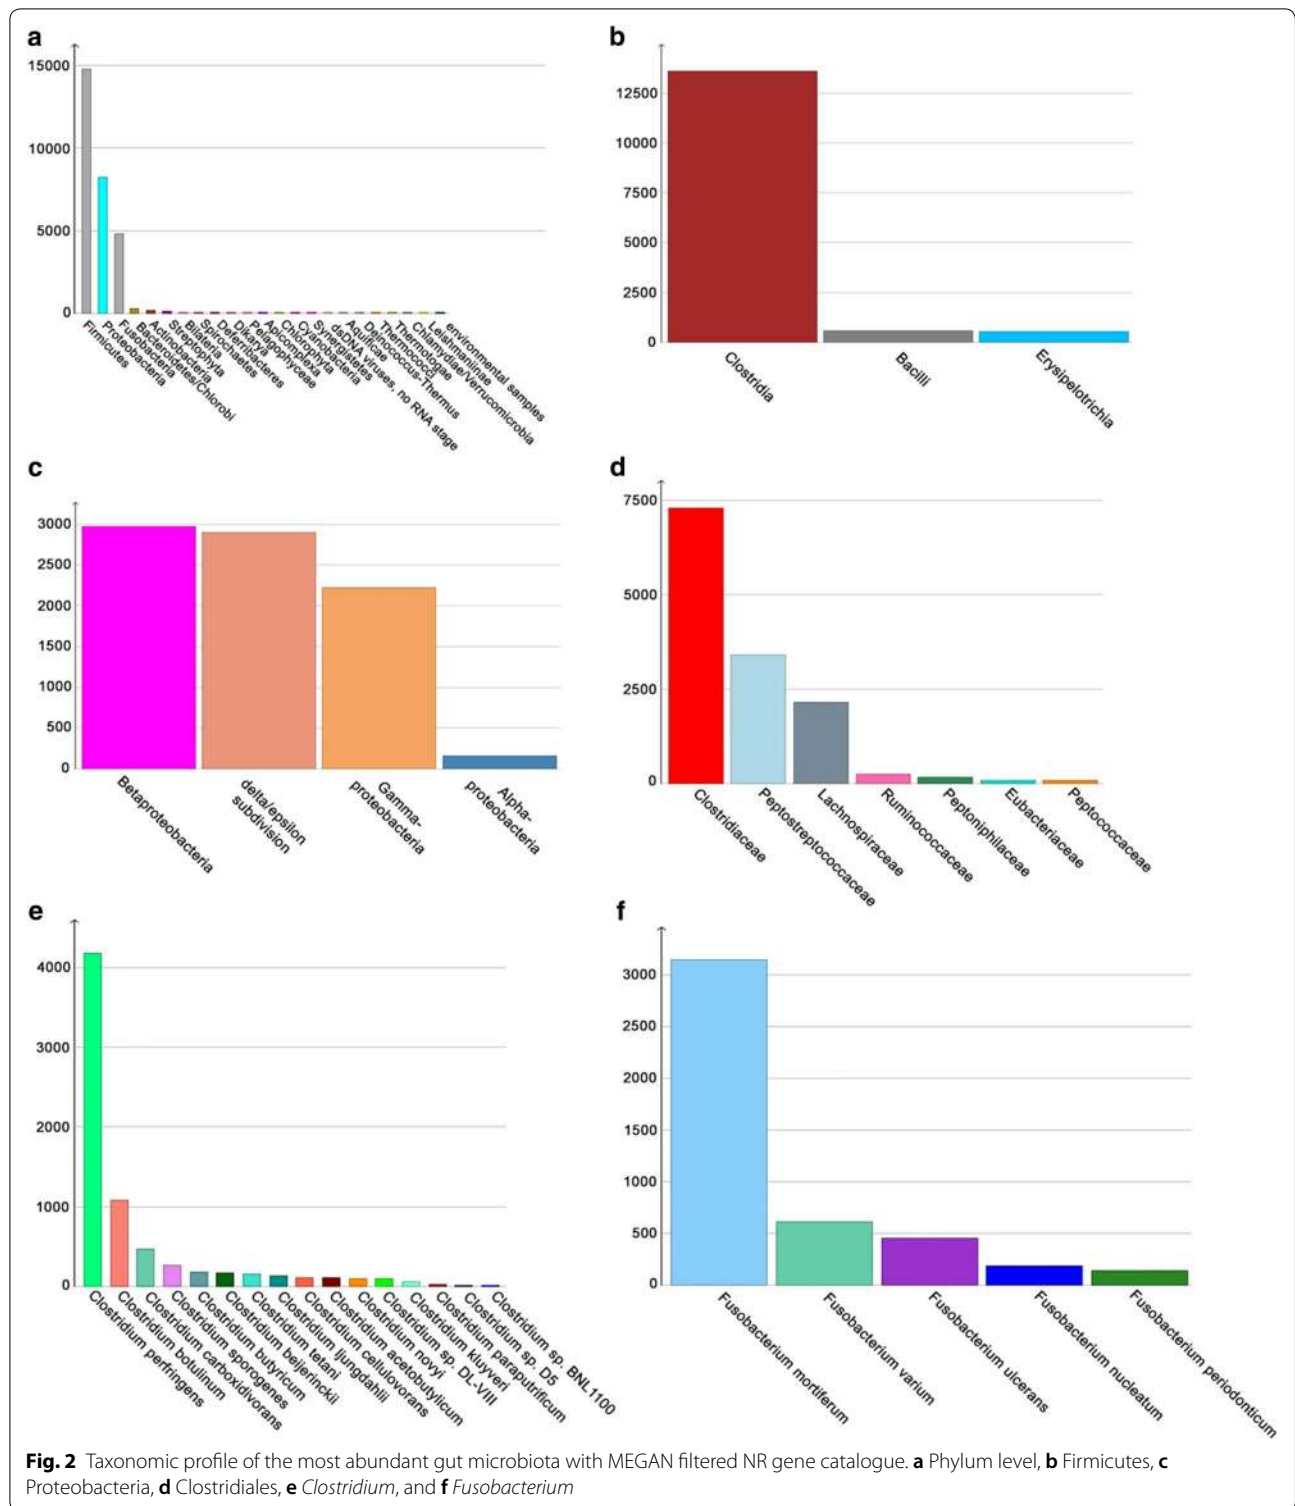 a
15000
10000
5000
0
Firmicutes
Proteobacteria
Fusobacteria
Bacteroidetes/Chlorobi
Actinobacteria
Streptophyta
Bilateria
Spirochaetes
Deferribacteres
Dikarya
Pelagophyceae
Apicomplexa
Chlorophyta
Cyanobacteria
Synergistetes
dsDNA viruses, no RNA stage
Aquificae
Deinococcus-Thermus
Thermococci
Thermotogae
Chlamydiae/Verrucomicrobia
Leishmaniinae
environmental samples
b
12500
10000
7500
5000
2500
0
Clostridia
Bacilli
Erysipelotrichia
c
3000
2500
2000
1500
1000
500
0
Betaproteobacteria
delta/epsilon
subdivision
Gamma-
proteobacteria
Alpha-
proteobacteria
d
7500
5000
2500
0
Clostridiaceae
Peptostreptococcaceae
Lachnospiraceae
Ruminococcaceae
Peptoniphilaceae
Eubacteriaceae
Peptococcaceae
e
4000
3000
2000
1000
0
Clostridium perfringens
Clostridium botulinum
Clostridium carboxidivorans
Clostridium sporogenes
Clostridium butyricum
Clostridium beijerinckii
Clostridium tetani
Clostridium ljungdahlii
Clostridium cellulovorans
Clostridium acetobutylicum
Clostridium novyi
Clostridium sp. DL-VIII
Clostridium kluyveri
Clostridium paraputrificum
Clostridium sp. D5
Clostridium sp. BNL1100
f
3000
2500
2000
1500
1000
500
0
Fusobacterium mortiferum
Fusobacterium varium
Fusobacterium ulcerans
Fusobacterium nucleatum
Fusobacterium periodonticum
Fig. 2 Taxonomic profile of the most abundant gut microbiota with MEGAN filtered NR gene catalogue. a Phylum level, b Firmicutes, c
Proteobacteria, d Clostridiales, e Clostridium, and f Fusobacterium